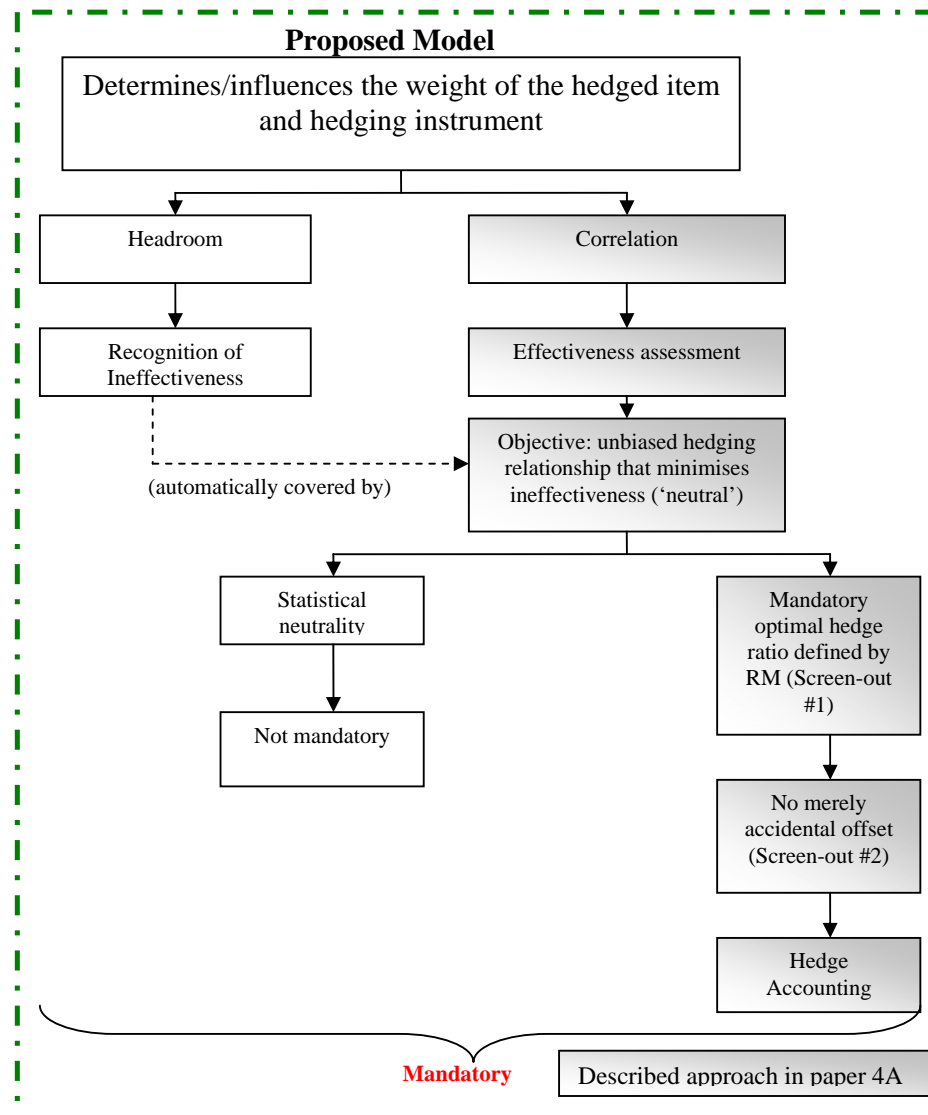 Proposed Model
Determines/influences the weight of the hedged item
and hedging instrument
Headroom
Correlation
Recognition of
Ineffectiveness
Effectiveness assessment
(automatically covered by)
Objective: unbiased hedging
relationship that minimises
ineffectiveness (‘neutral’)
Statistical
neutrality
Not mandatory
Mandatory
optimal hedge
ratio defined by
RM (Screen-out
#1)
No merely
accidental offset
(Screen-out #2)
Hedge
Accounting
Mandatory
Described approach in paper 4A